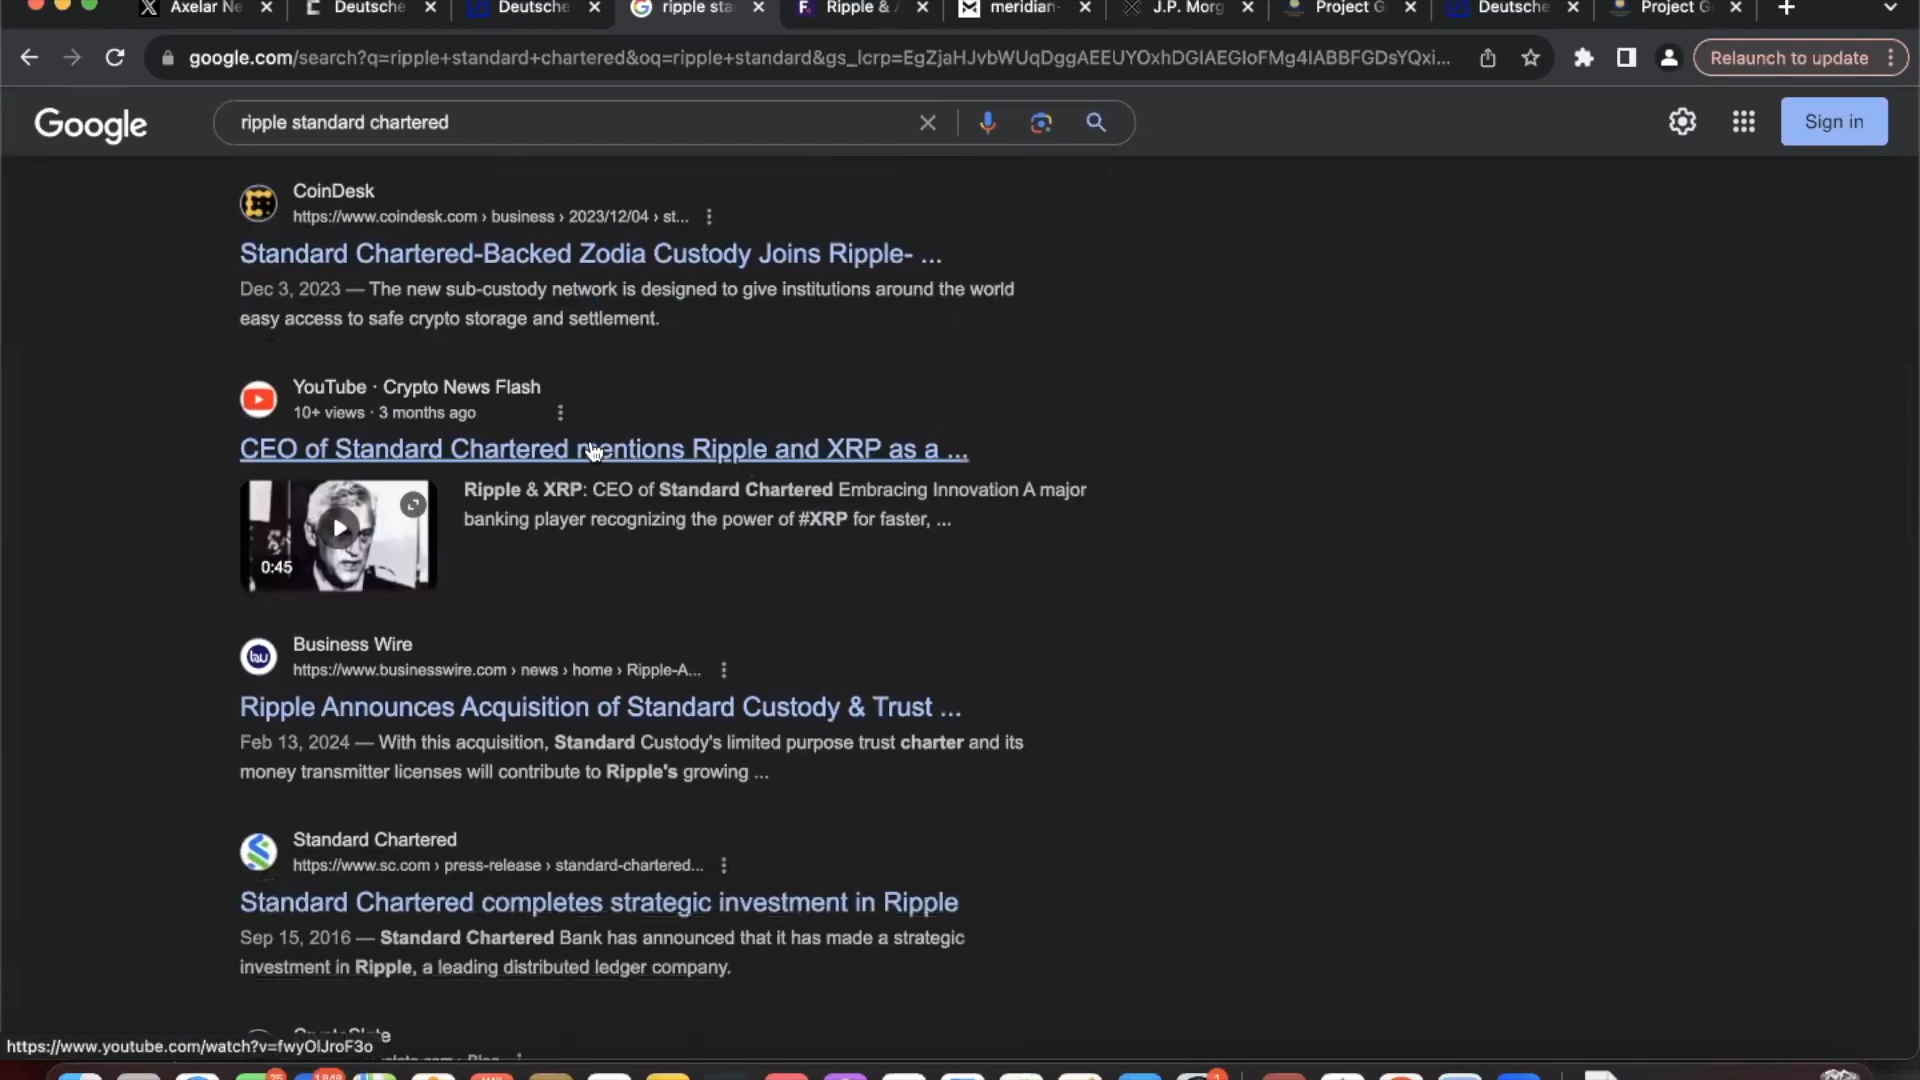 Axelar Ne
Deutsche
Deutsche
ripple sta
Ripple &
meridian-
J.P. Morg
Project G
Deutsche
Project G
google.com/search?q=ripple+standard+chartered&oq=ripple+standard&gs_lcrp=EgZjaHJvbWUqDggAEEUYOxhDGIAEGIoFMg4IABBFGDsYQxi...
Relaunch to update
Google
ripple standard chartered
Sign in
CoinDesk
https://www.coindesk.com › business › 2023/12/04 › st...
Standard Chartered-Backed Zodia Custody Joins Ripple- ...
Dec 3, 2023 — The new sub-custody network is designed to give institutions around the world
easy access to safe crypto storage and settlement.
YouTube · Crypto News Flash
10+ views · 3 months ago
CEO of Standard Chartered mentions Ripple and XRP as a ...
Ripple & XRP: CEO of Standard Chartered Embracing Innovation A major
banking player recognizing the power of #XRP for faster, ...
0:45
Business Wire
https://www.businesswire.com › news › home › Ripple-A...
Ripple Announces Acquisition of Standard Custody & Trust ...
Feb 13, 2024 — With this acquisition, Standard Custody's limited purpose trust charter and its
money transmitter licenses will contribute to Ripple's growing ...
Standard Chartered
https://www.sc.com › press-release › standard-chartered...
Standard Chartered completes strategic investment in Ripple
Sep 15, 2016 — Standard Chartered Bank has announced that it has made a strategic
investment in Ripple, a leading distributed ledger company.
CryptoSlate
https://www.youtube.com/watch?v=fwyOlJroF3o